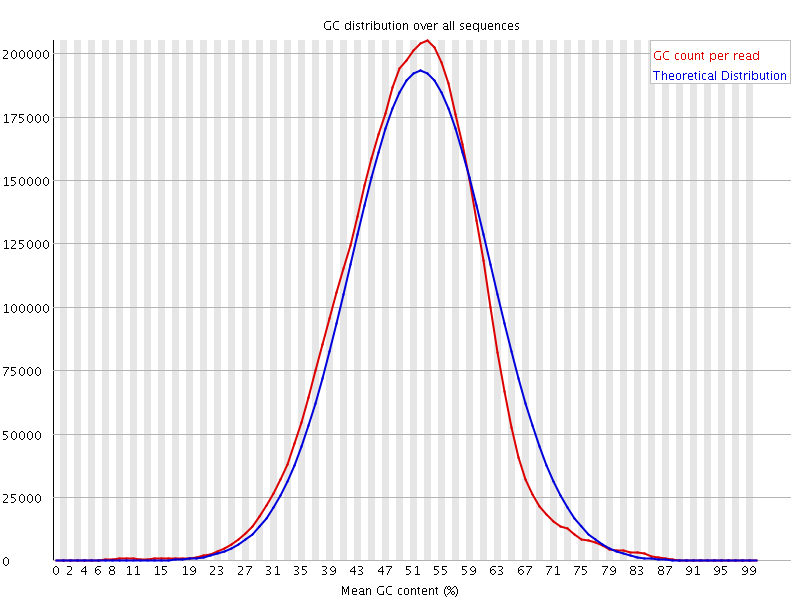 GC distribution over all sequences
GC count per read
Theoretical Distribution
200000
175000
150000
125000
100000
75000
50000
25000
0
0 2 4 6 8 11 15 19 23 27 31 35 39 43 47 51 55 59 63 67 71 75 79 83 87 91 95 99
Mean GC content (%)